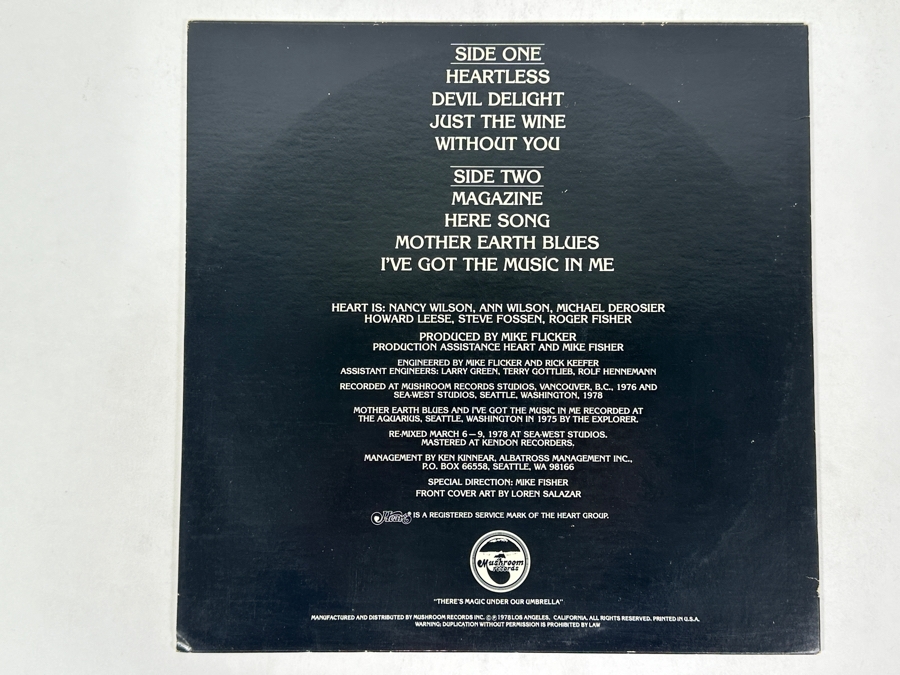 SIDE ONE
HEARTLESS
DEVIL DELIGHT
JUST THE WINE
WITHOUT YOU
SIDE TWO
MAGAZINE
HERE SONG
MOTHER EARTH BLUES
I'VE GOT THE MUSIC IN ME
HEART IS: NANCY WILSON, ANN WILSON, MICHAEL DEROSIER
HOWARD LEESE, STEVE FOSSEN, ROGER FISHER
PRODUCED BY MIKE FLICKER
PRODUCTION ASSISTANCE HEART AND MIKE FISHER
ENGINEERED BY MIKE FLICKER AND RICK KEEFER
ASSISTANT ENGINEERS: LARRY GREEN, TERRY GOTTLIEB, ROLF HENNEMANN
RECORDED AT MUSHROOM RECORDS STUDIOS, VANCOUVER, B.C., 1976 AND
SEA-WEST STUDIOS, SEATTLE, WASHINGTON, 1978
MOTHER EARTH BLUES AND I'VE GOT THE MUSIC IN ME RECORDED AT
THE AQUARIUS, SEATTLE, WASHINGTON IN 1975 BY THE EXPLORER.
RE-MIXED MARCH 6—9, 1978 AT SEA-WEST STUDIOS.
MASTERED AT KENDON RECORDERS.
MANAGEMENT BY KEN KINNEAR, ALBATROSS MANAGEMENT INC.,
P.O. BOX 66558, SEATTLE, WA 98166
SPECIAL DIRECTION: MIKE FISHER
FRONT COVER ART BY LOREN SALAZAR
Heart® IS A REGISTERED SERVICE MARK OF THE HEART GROUP.
Mushroom
records
"THERE'S MAGIC UNDER OUR UMBRELLA"
MANUFACTURED AND DISTRIBUTED BY MUSHROOM RECORDS INC. ©℗ 1978 LOS ANGELES, CALIFORNIA. ALL RIGHTS RESERVED. PRINTED IN U.S.A.
WARNING: DUPLICATION WITHOUT PERMISSION IS PROHIBITED BY LAW